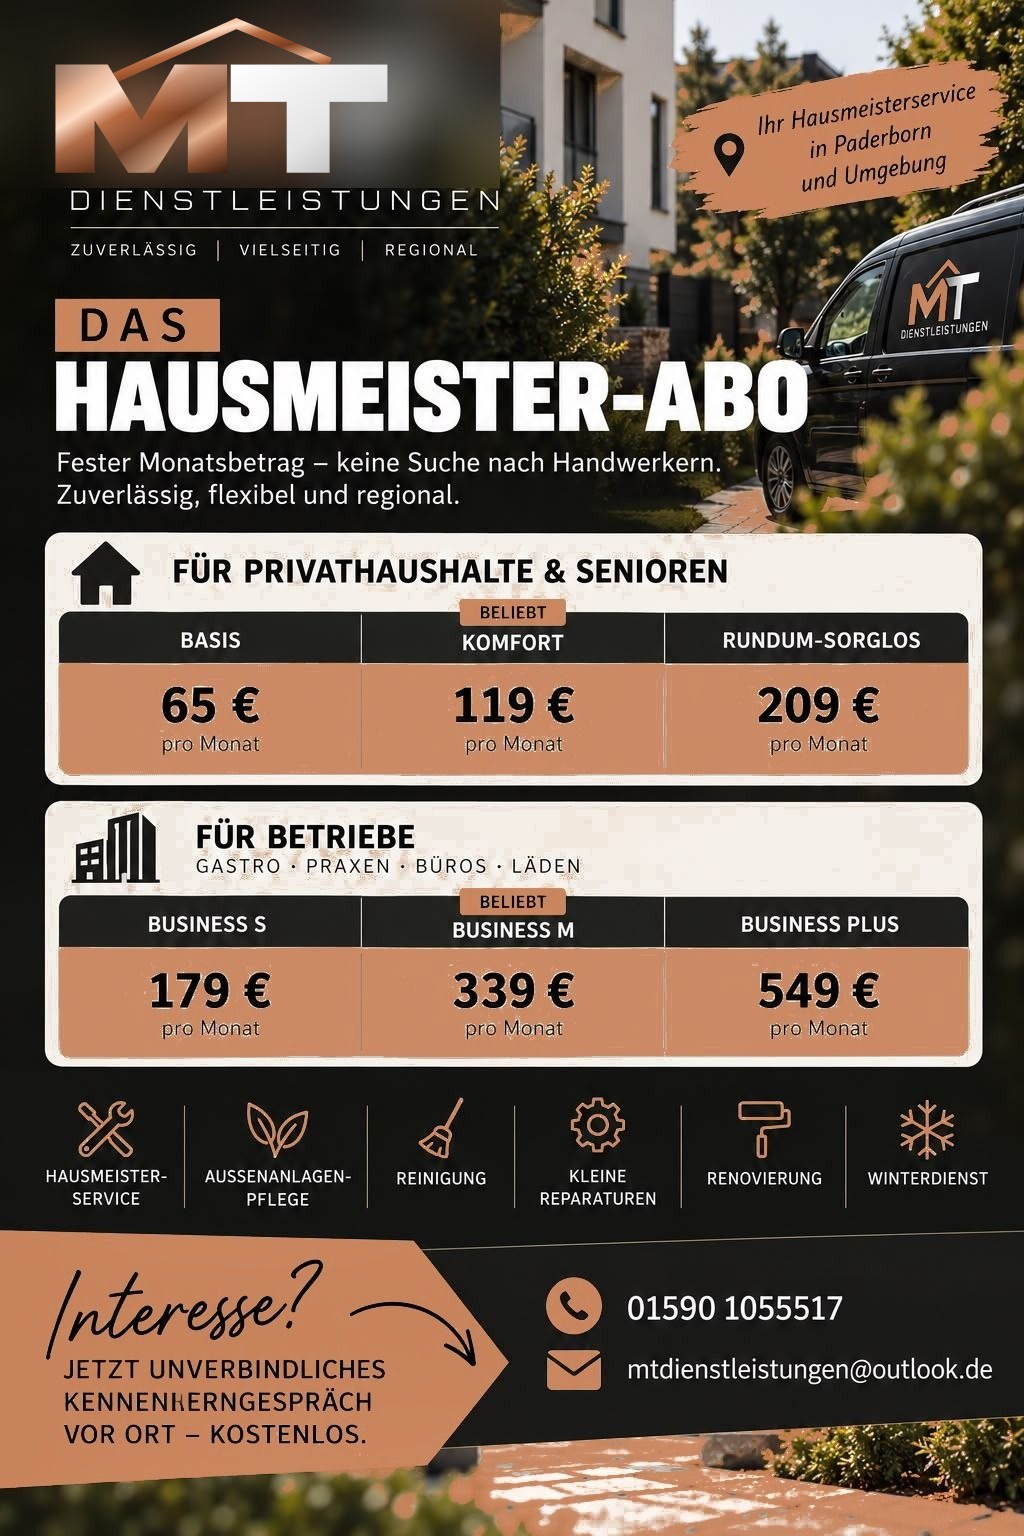 MT
DIENSTLEISTUNGEN
ZUVERLÄSSIG | VIELSEITIG | REGIONAL
Ihr Hausmeisterservice
in Paderborn
und Umgebung
MT
DIENSTLEISTUNGEN
DAS
HAUSMEISTER-ABO
Fester Monatsbetrag – keine Suche nach Handwerkern.
Zuverlässig, flexibel und regional.
FÜR PRIVATHAUSHALTE & SENIOREN
BASIS
65 €
pro Monat
BELIEBT
KOMFORT
119 €
pro Monat
RUNDUM-SORGLOS
209 €
pro Monat
FÜR BETRIEBE
GASTRO · PRAXEN · BÜROS · LÄDEN
BUSINESS S
179 €
pro Monat
BELIEBT
BUSINESS M
339 €
pro Monat
BUSINESS PLUS
549 €
pro Monat
HAUSMEISTER-
SERVICE
AUSSENANLAGEN-
PFLEGE
REINIGUNG
KLEINE
REPARATUREN
RENOVIERUNG
WINTERDIENST
Interesse?
JETZT UNVERBINDLICHES
VOR ORT – KOSTENLOS.
01590 1055517
mtdienstleistungen@outlook.de